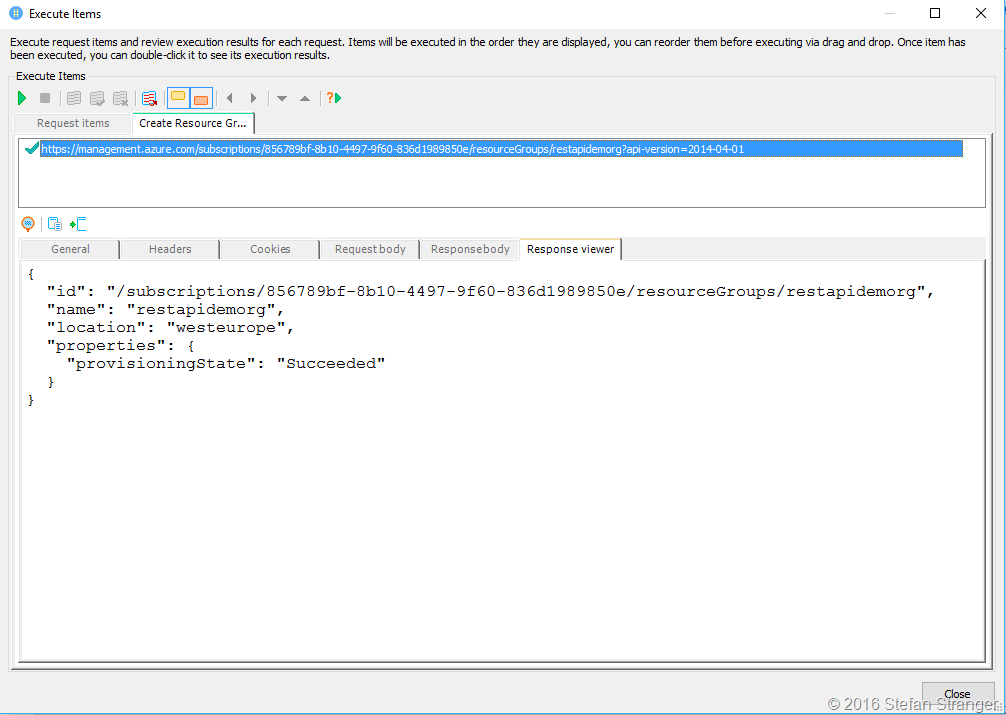 Execute Items
Execute request items and review execution results for each request. Items will be executed in the order they are displayed, you can reorder them before executing via drag and drop. Once item has
been executed, you can double-click it to see its execution results.
Execute Items
Request items
Create Resource Gr...
https://management.azure.com/subscriptions/856789bf-8b10-4497-9f60-836d1989850e/resourceGroups/restapidemorg?api-version=2014-04-01
General
Headers
Cookies
Request body
Response body
Response viewer
{
"id": "/subscriptions/856789bf-8b10-4497-9f60-836d1989850e/resourceGroups/restapidemorg",
"name": "restapidemorg",
"location": "westeurope",
"properties": {
"provisioningState": "Succeeded"
}
}
Close
© 2016 Stefan Stranger